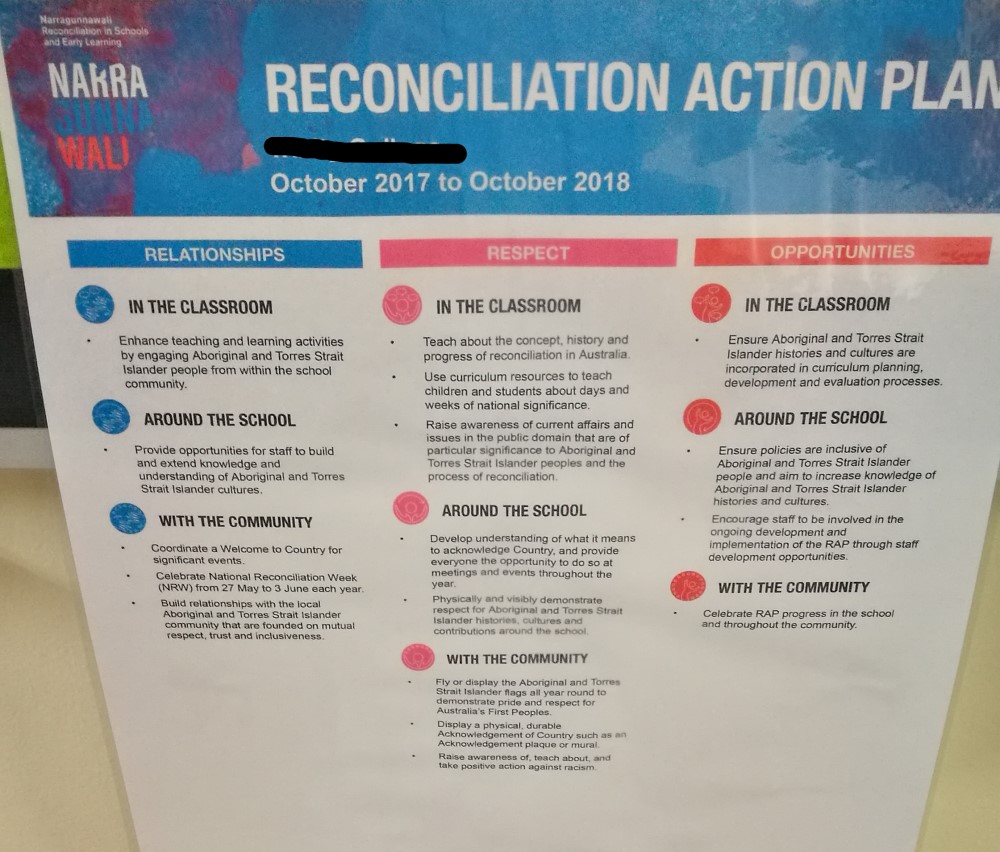 Narragunnawali
Reconciliation in Schools
and Early Learning
NARRA
GUNNA
WALI
RECONCILIATION ACTION PLAN
October 2017 to October 2018
RELATIONSHIPS
IN THE CLASSROOM
• Enhance teaching and learning activities
by engaging Aboriginal and Torres Strait
Islander people from within the school
community.
AROUND THE SCHOOL
• Provide opportunities for staff to build
and extend knowledge and
understanding of Aboriginal and Torres
Strait Islander cultures.
WITH THE COMMUNITY
• Coordinate a Welcome to Country for
significant events.
• Celebrate National Reconciliation Week
(NRW) from 27 May to 3 June each year.
• Build relationships with the local
Aboriginal and Torres Strait Islander
community that are founded on mutual
respect, trust and inclusiveness.
RESPECT
IN THE CLASSROOM
• Teach about the concept, history and
progress of reconciliation in Australia.
• Use curriculum resources to teach
children and students about days and
weeks of national significance.
• Raise awareness of current affairs and
issues in the public domain that are of
particular significance to Aboriginal and
Torres Strait Islander peoples and the
process of reconciliation.
AROUND THE SCHOOL
• Develop understanding of what it means
to acknowledge Country, and provide
everyone the opportunity to do so at
meetings and events throughout the
year.
• Physically and visibly demonstrate
respect for Aboriginal and Torres Strait
Islander histories, cultures and
contributions around the school.
WITH THE COMMUNITY
• Fly or display the Aboriginal and Torres
Strait Islander flags all year round to
demonstrate pride and respect for
Australia's First Peoples.
• Display a physical, durable
Acknowledgement of Country such as an
Acknowledgement plaque or mural.
• Raise awareness of, teach about, and
take positive action against racism.
OPPORTUNITIES
IN THE CLASSROOM
• Ensure Aboriginal and Torres Strait
Islander histories and cultures are
incorporated in curriculum planning,
development and evaluation processes.
AROUND THE SCHOOL
• Ensure policies are inclusive of
Aboriginal and Torres Strait Islander
people and aim to increase knowledge of
Aboriginal and Torres Strait Islander
histories and cultures.
• Encourage staff to be involved in the
ongoing development and
implementation of the RAP through staff
development opportunities.
WITH THE COMMUNITY
• Celebrate RAP progress in the school
and throughout the community.